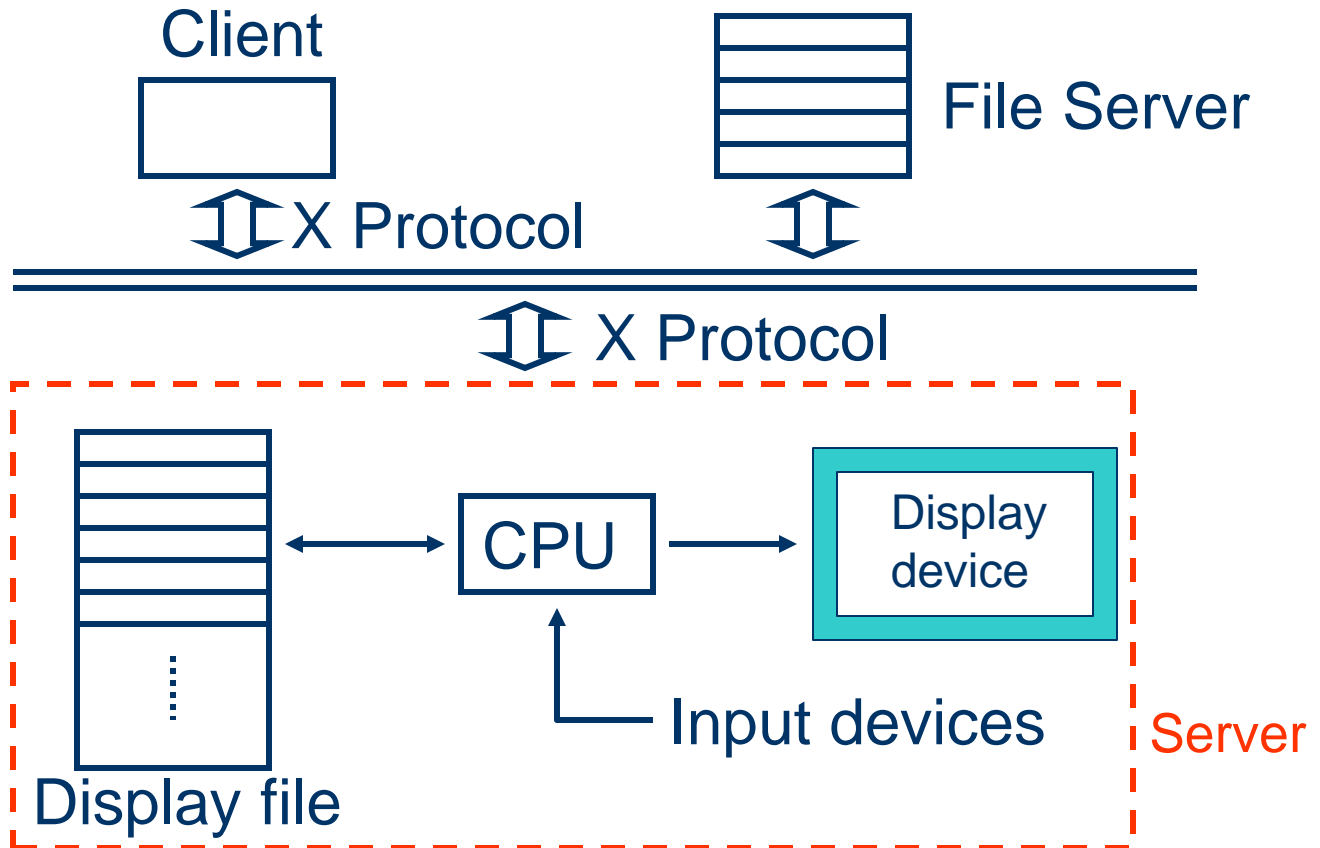 Client
File Server
X Protocol
X Protocol
CPU
Display
device
Input devices
Server
Display file